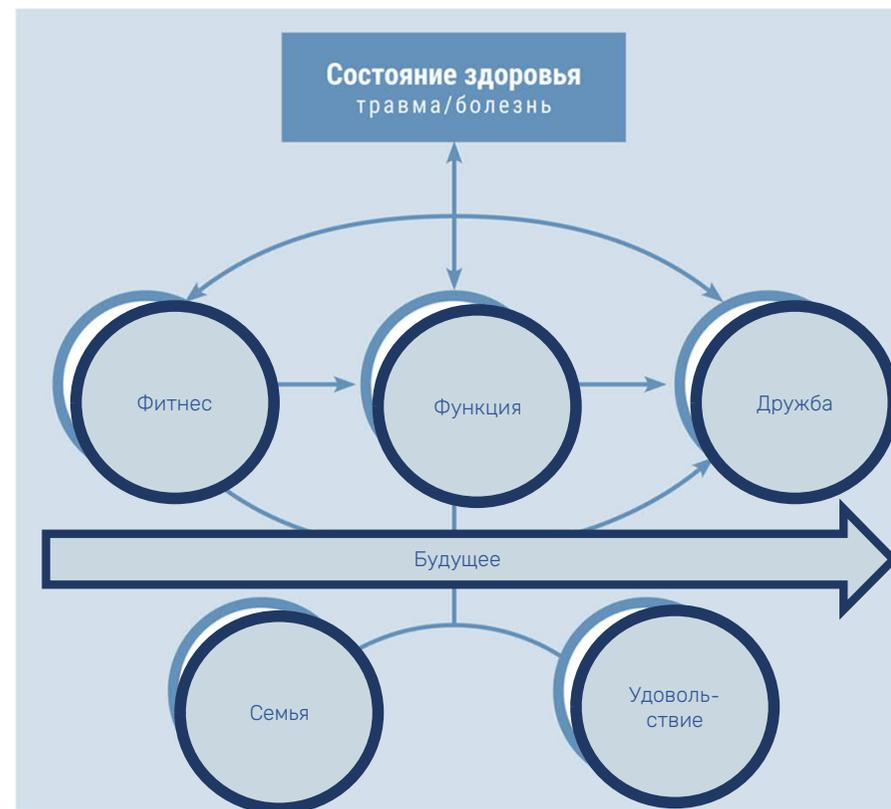 Состояние здоровья
травма/болезнь
Фитнес
Функция
Дружба
Будущее
Семья
Удоволь-
ствие